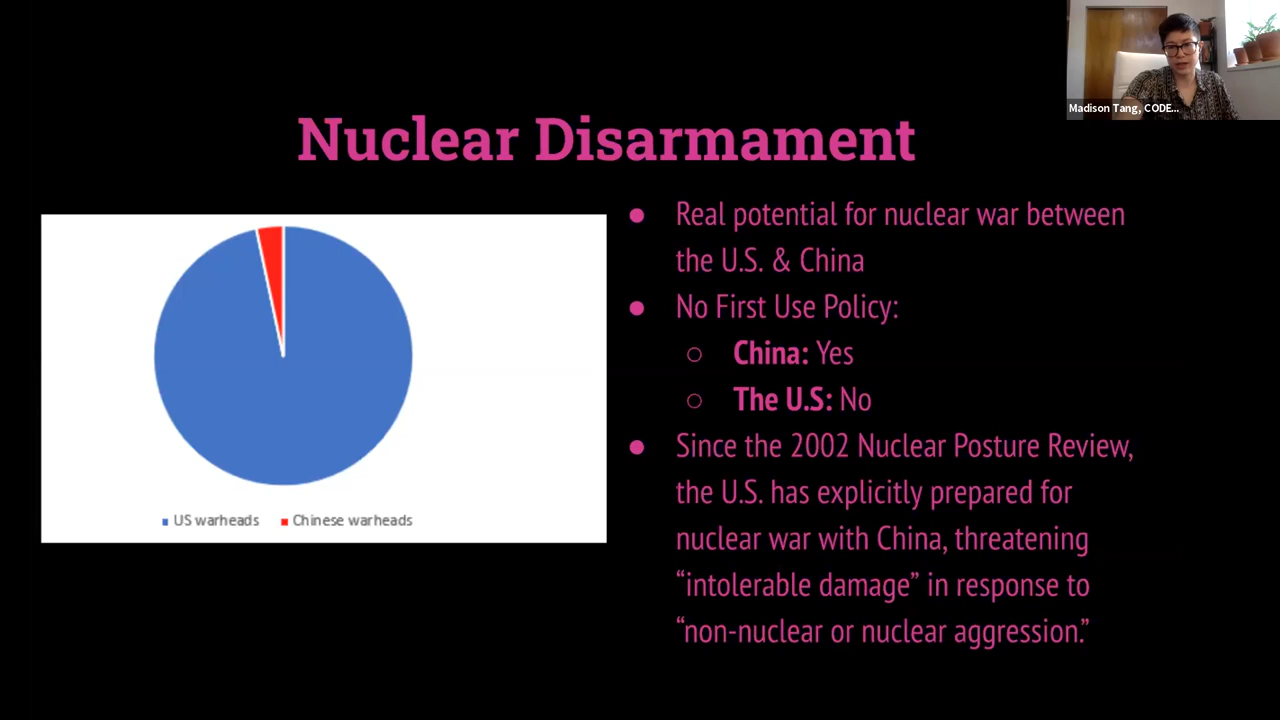 Madison Tang, CODE...
Nuclear Disarmament
● Real potential for nuclear war between
the U.S. & China
● No First Use Policy:
○ China: Yes
○ The U.S: No
● Since the 2002 Nuclear Posture Review,
the U.S. has explicitly prepared for
nuclear war with China, threatening
“intolerable damage” in response to
“non-nuclear or nuclear aggression.”
US warheads Chinese warheads